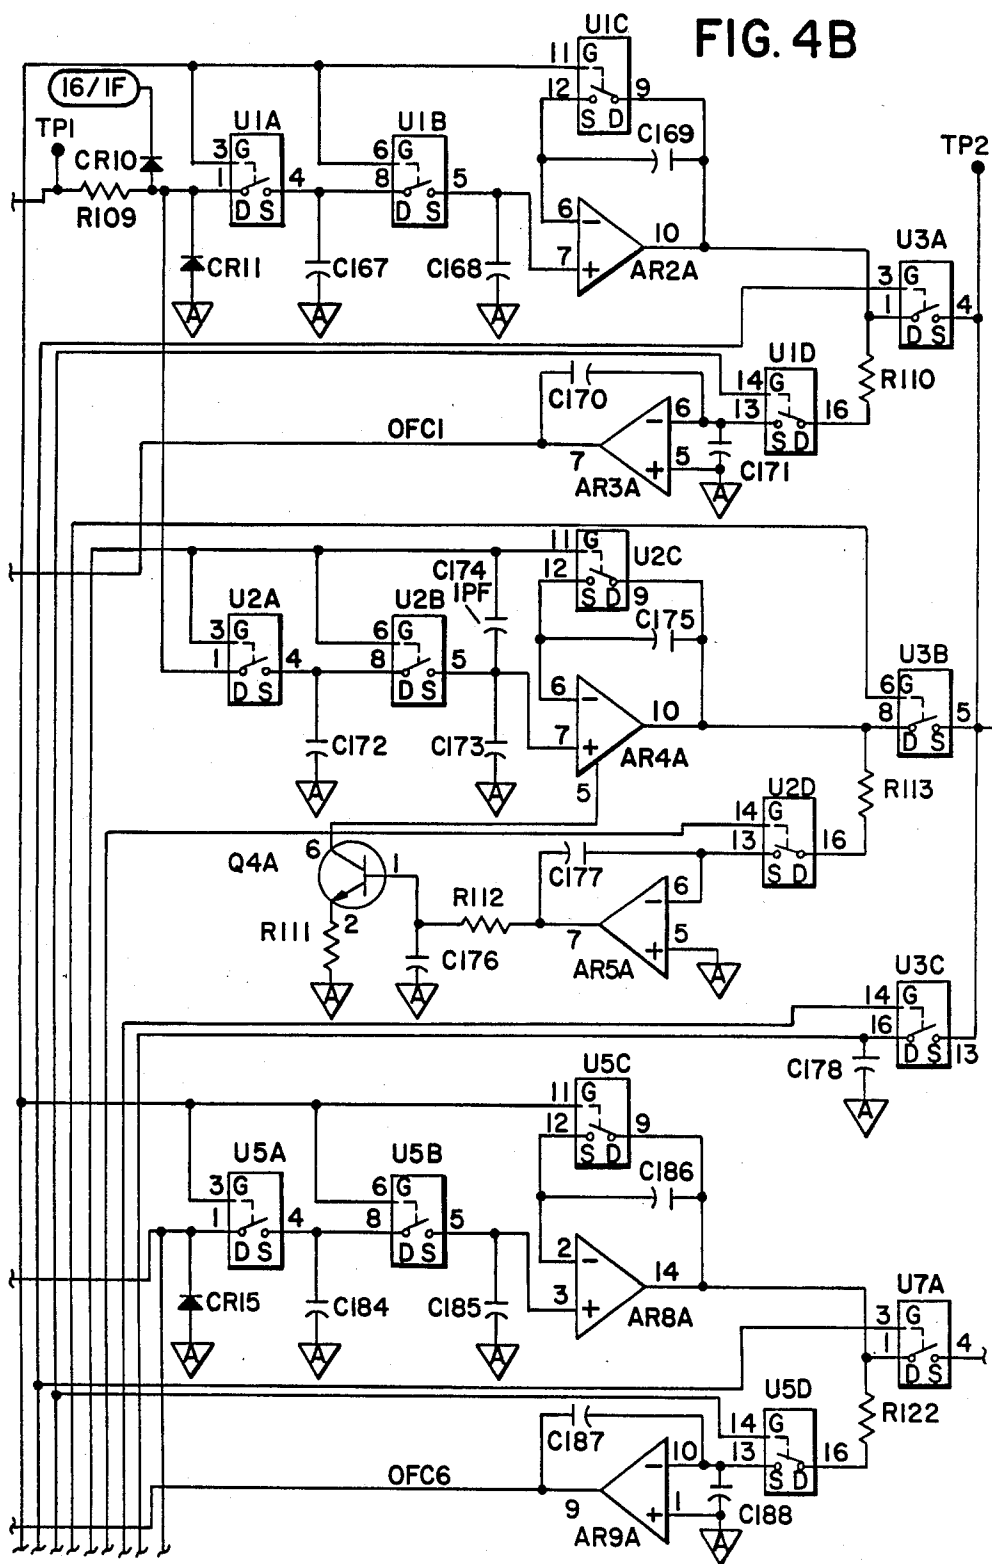 FIG. 4B
U1C
11 G
12 9
S D
16/1F
TP1
CR10
R109
U1A
3 G
1 4
D S
U1B
6 G
8 5
D S
C169
TP2
6 −
7 +
10
AR2A
CR11
C167
C168
A A A
U3A
3 G
1 4
D S
R110
U1D
14 G
13 16
S D
C170
6 −
5 +
7
AR3A
C171
A
OFC1
U2C
11 G
12 9
S D
C174
1PF
C175
U2A
3 G
1 4
D S
U2B
6 G
8 5
D S
6 −
7 +
10
AR4A
5
C172
C173
A A
U3B
6 G
8 5
D S
R113
U2D
14 G
13 16
S D
Q4A
6
1
2
R111
R112
C176
C177
6 −
5 +
7
AR5A
A A A
U3C
14 G
16 13
D S
C178
A
U5C
11 G
12 9
S D
C186
U5A
3 G
1 4
D S
U5B
6 G
8 5
D S
2 −
3 +
14
AR8A
CR15
C184
C185
A A A
U7A
3 G
1 4
D S
R122
U5D
14 G
13 16
S D
C187
10 −
1 +
9
AR9A
C188
A
OFC6